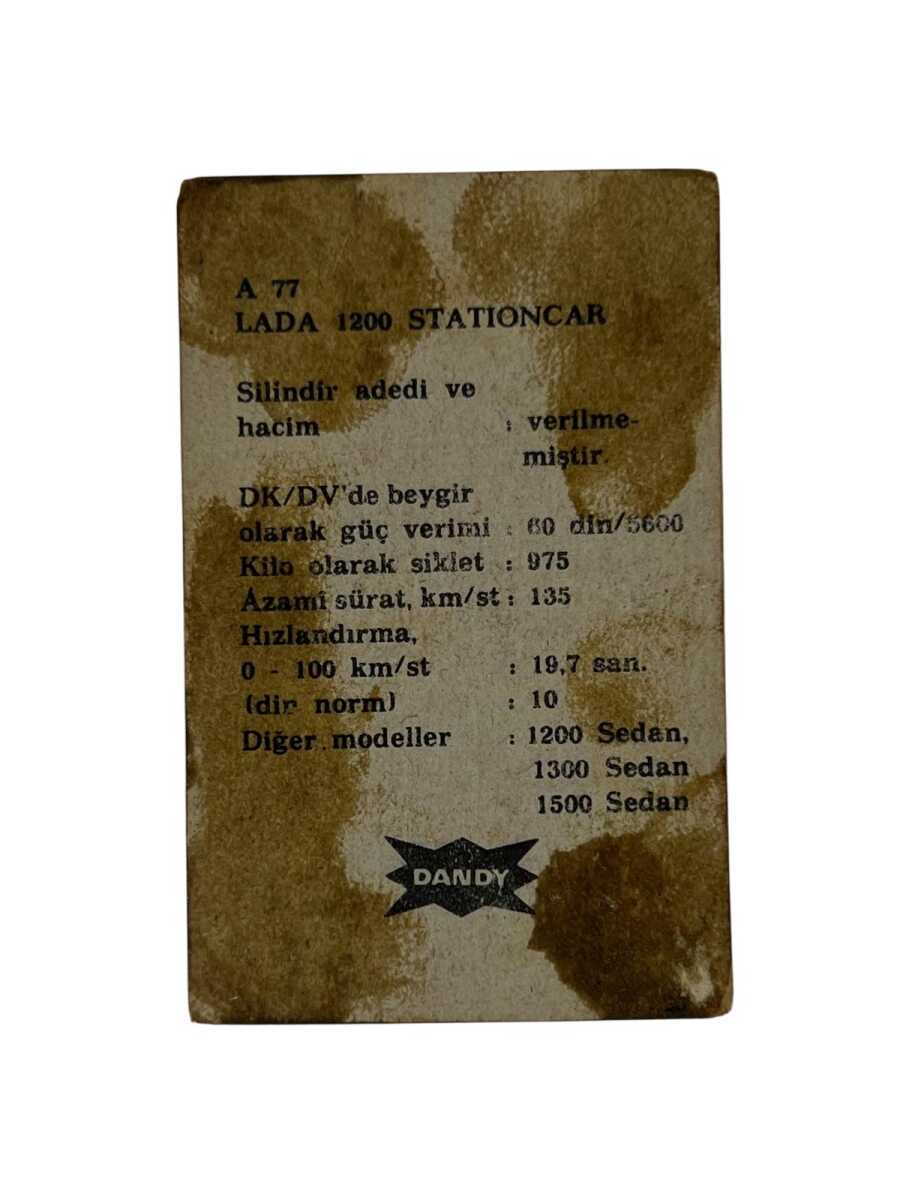 A 77
LADA 1200 STATIONCAR
Silindir adedi ve
hacim : verilme-
miştir.
DK/DV'de beygir
olarak güç verimi : 60 din/5600
Kilo olarak siklet : 975
Azamî sürat, km/st : 135
Hızlandırma,
0 - 100 km/st : 19,7 san.
(din norm) : 10
Diğer modeller : 1200 Sedan,
1300 Sedan
1500 Sedan
DANDY